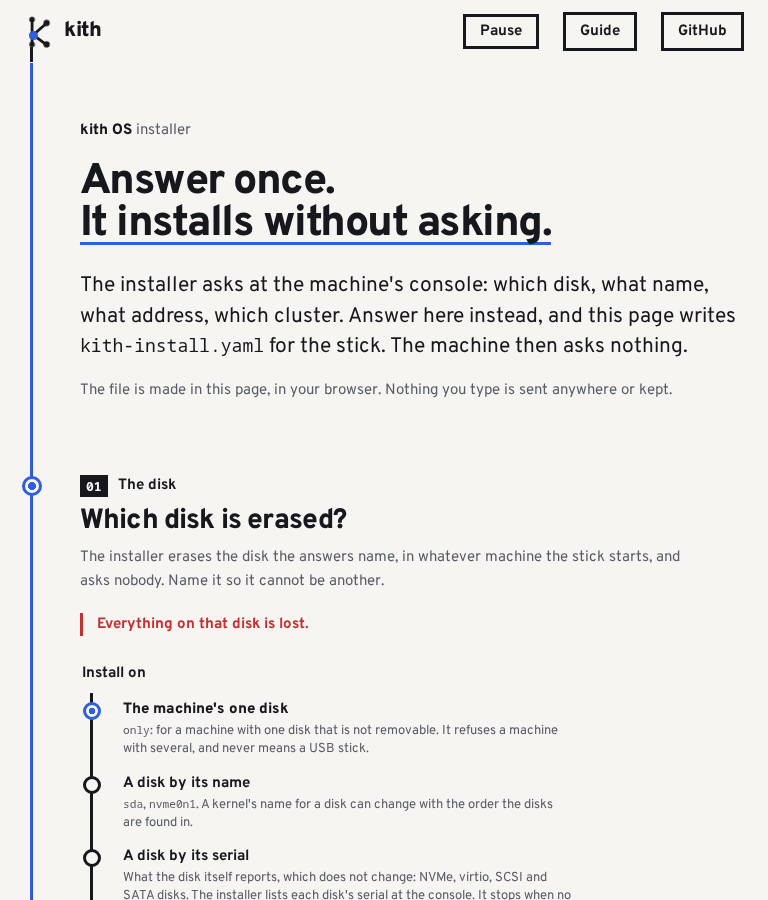 kith
Pause
Guide
GitHub
kith OS installer
Answer once.
It installs without asking.
The installer asks at the machine's console: which disk, what name,
what address, which cluster. Answer here instead, and this page writes
kith-install.yaml for the stick. The machine then asks nothing.
The file is made in this page, in your browser. Nothing you type is sent anywhere or kept.
01 The disk
Which disk is erased?
The installer erases the disk the answers name, in whatever machine the stick starts, and
asks nobody. Name it so it cannot be another.
Everything on that disk is lost.
Install on
The machine's one disk
only: for a machine with one disk that is not removable. It refuses a machine
with several, and never means a USB stick.
A disk by its name
sda, nvme0n1. A kernel's name for a disk can change with the order the disks
are found in.
A disk by its serial
What the disk itself reports, which does not change: NVMe, virtio, SCSI and
SATA disks. The installer lists each disk's serial at the console. It stops when no